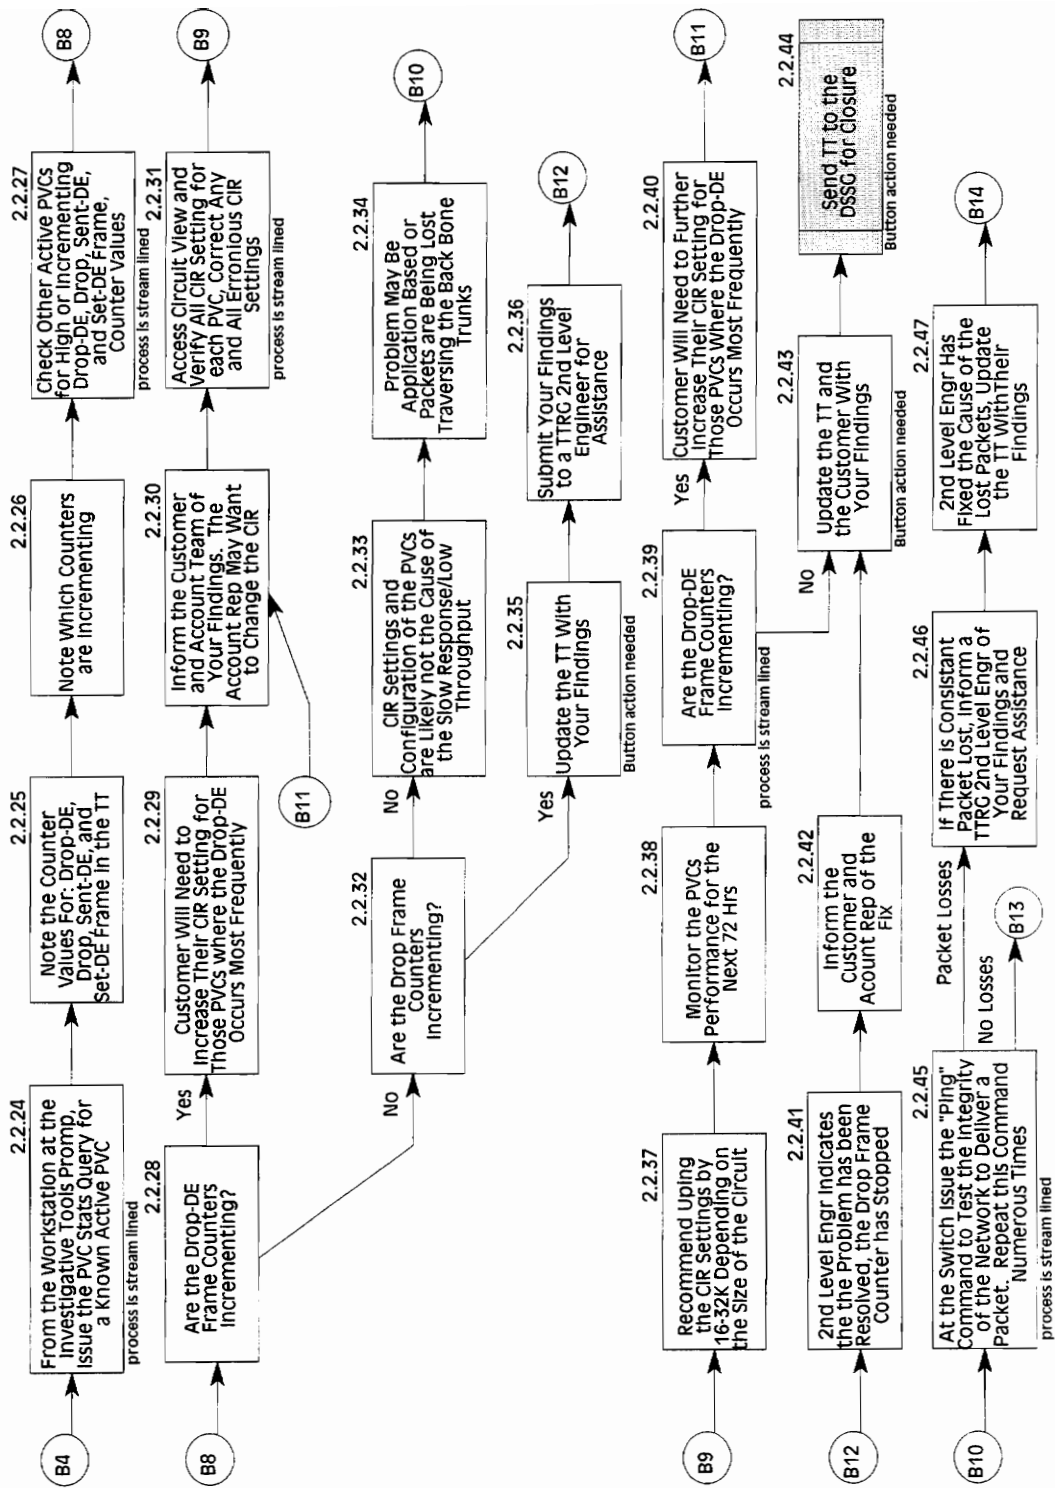 2.2.24
B4
From the Workstation at the
Investigative Tools Promp,
Issue the PVC Stats Query for
a Known Active PVC
process is stream lined
2.2.25
Note the Counter
Values For: Drop-DE,
Drop, Sent-DE, and
Set-DE Frame in the TT
2.2.26
Note Which Counters
are Incrementing
2.2.27
Check Other Active PVCs
for High or Incrementing
Drop-DE, Drop, Sent-DE,
and Set-DE Frame,
Counter Values
process is stream lined
B8
2.2.28
B8
Are the Drop-DE
Frame Counters
Incrementing?
Yes
No
2.2.29
Customer Will Need to
Increase Their CIR Setting for
Those PVCs Where the Drop-DE
Occurs Most Frequently
B11
2.2.30
Inform the Customer
and Account Team of
Your Findings. The
Account Rep May Want
to Change the CIR
2.2.31
Access Circuit View and
Verify All CIR Setting for
each PVC, Correct Any
and All Erronious CIR
Settings
process is stream lined
B9
2.2.32
Are the Drop Frame
Counters
Incrementing?
No
Yes
2.2.33
CIR Settings and
Configuration of the PVCs
are Likely not the Cause of
the Slow Response/Low
Throughput
2.2.34
Problem May Be
Application Based or
Packets are Being Lost
Traversing the Back Bone
Trunks
B10
2.2.35
Update the TT With
Your Findings
Button action needed
2.2.36
Submit Your Findings
to a TTRG 2nd Level
Engineer for
Assistance
B12
2.2.37
B9
Recommend Uping
the CIR Settings by
16-32K Depending on
the Size of the Circuit
2.2.38
Monitor the PVCs
Performance for the
Next 72 Hrs
2.2.39
Are the Drop-DE
Frame Counters
Incrementing?
process is stream lined
Yes
No
2.2.40
Customer Will Need to Further
Increase Their CIR Setting for
Those PVCs Where the Drop-DE
Occurs Most Frequently
B11
2.2.41
B12
2nd Level Engr Indicates
the the Problem has been
Resolved, the Drop Frame
Counter has Stopped
2.2.42
Inform the
Customer and
Acount Rep of the
Fix
2.2.43
Update the TT and
the Customer With
Your Findings
Button action needed
2.2.44
Send TT to the
DSSG for Closure
Button action needed
2.2.45
B10
At the Switch Issue the "Ping"
Command to Test the Integrity
of the Network to Deliver a
Packet. Repeat this Command
Numerous Times
process is stream lined
Packet Losses
No Losses
B13
2.2.46
If There is Consistant
Packet Lost, Inform a
TTRG 2nd Level Engr of
Your Findings and
Request Assistance
2.2.47
2nd Level Engr Has
Fixed the Cause of the
Lost Packets, Update
the TT WithTheir
Findings
B14